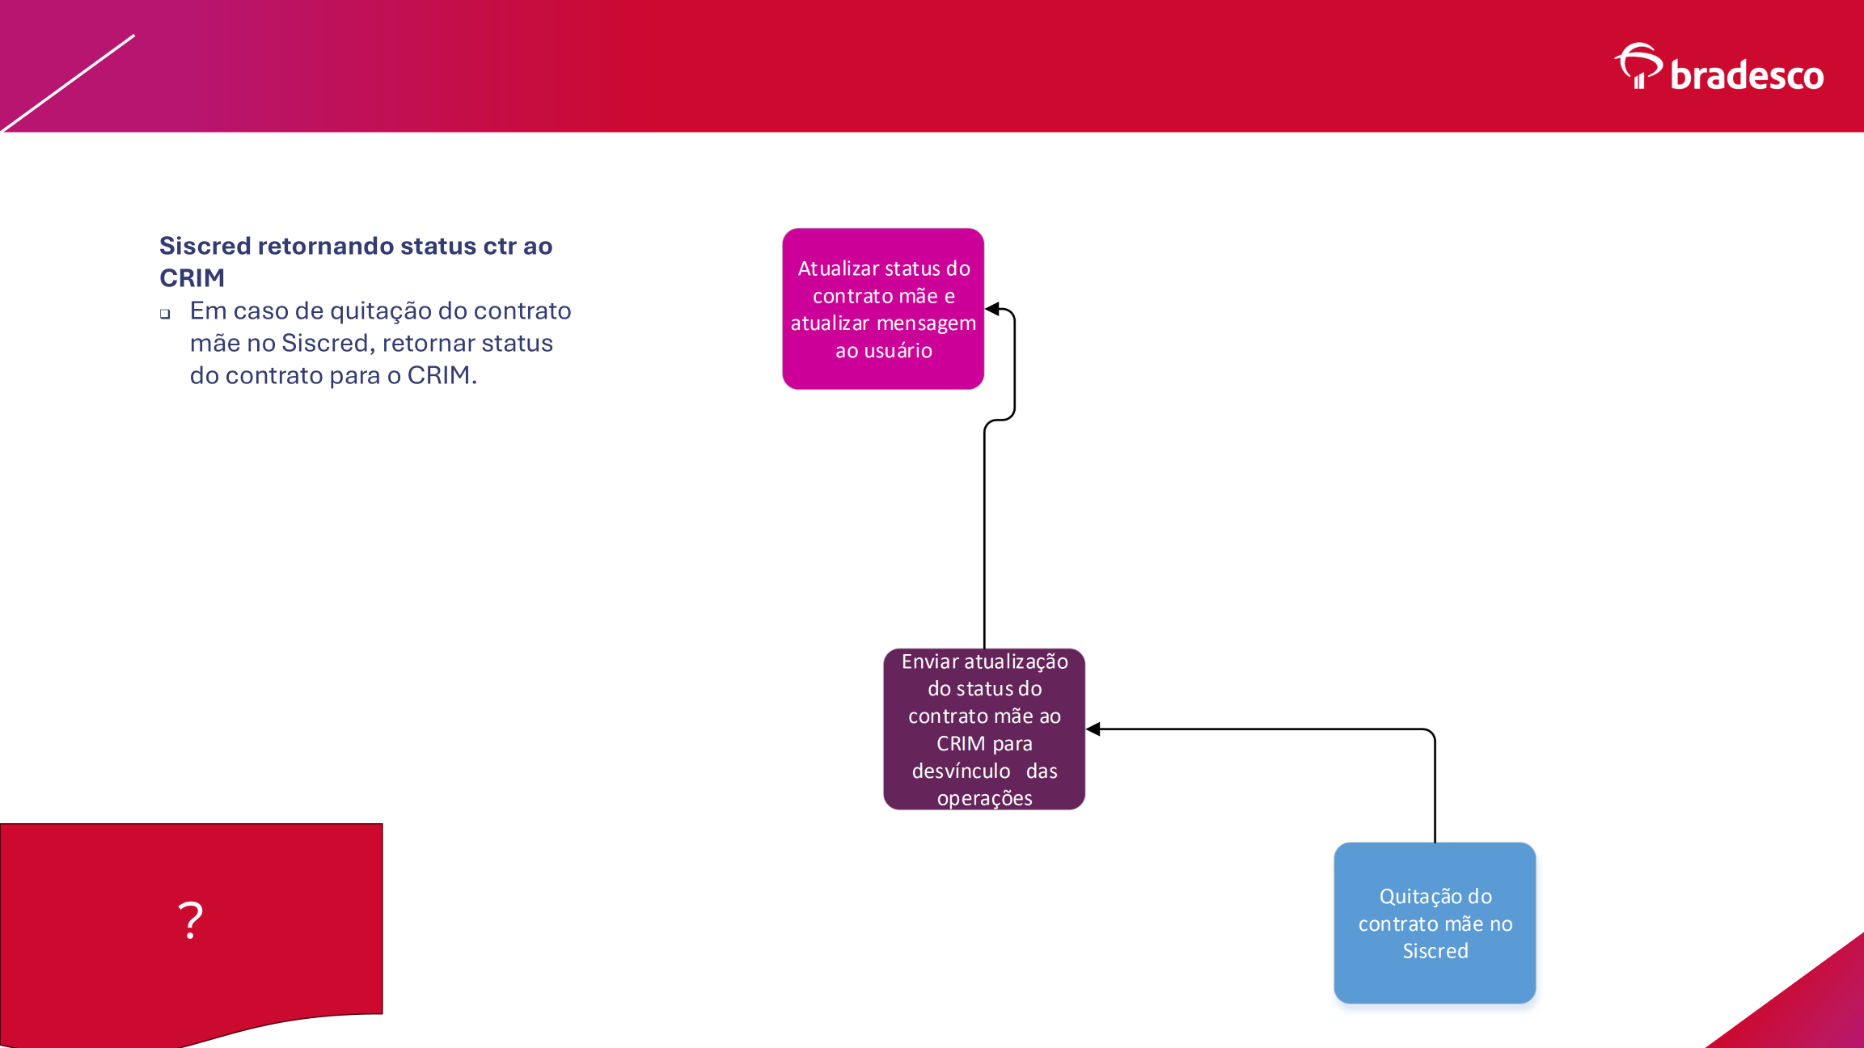 bradesco
Siscred retornando status ctr ao
CRIM
❑ Em caso de quitação do contrato
mãe no Siscred, retornar status
do contrato para o CRIM.
Atualizar status do
contrato mãe e
atualizar mensagem
ao usuário
Enviar atualização
do status do
contrato mãe ao
CRIM para
desvínculo das
operações
Quitação do
contrato mãe no
Siscred
?